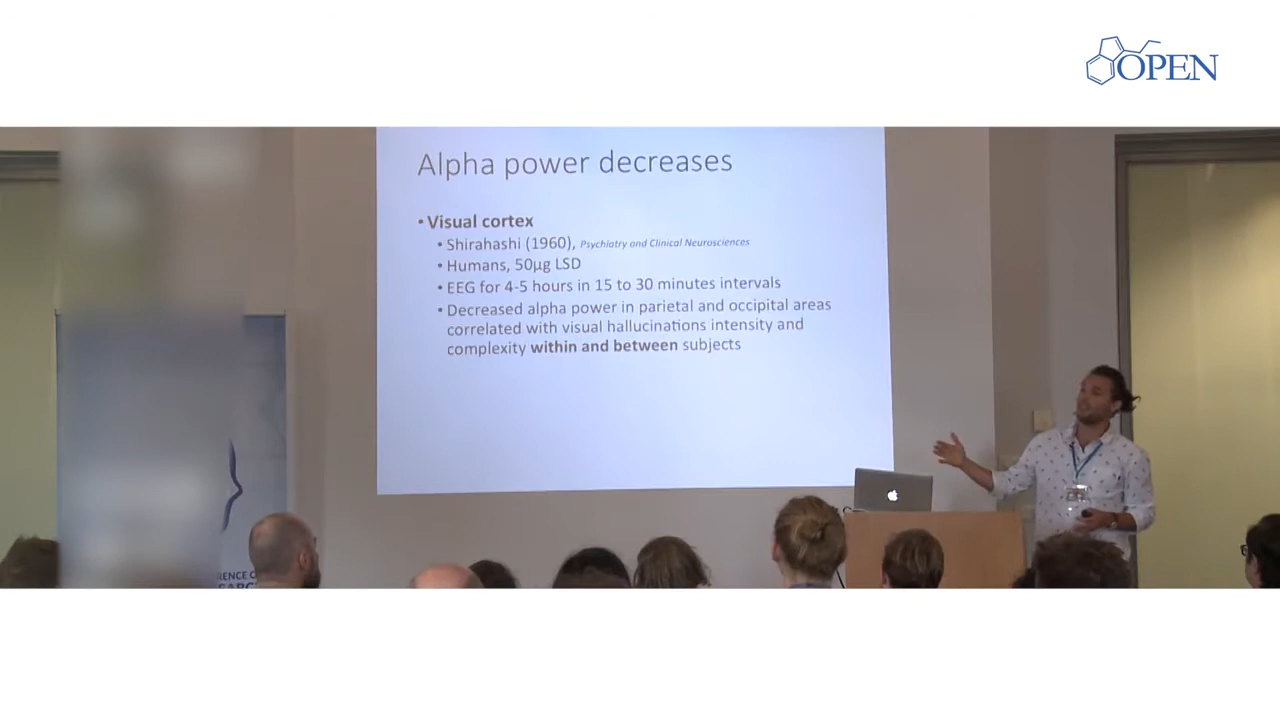 OPEN
Alpha power decreases
• Visual cortex
• Shirahashi (1960), Psychiatry and Clinical Neurosciences
• Humans, 50µg LSD
• EEG for 4-5 hours in 15 to 30 minutes intervals
• Decreased alpha power in parietal and occipital areas
correlated with visual hallucinations intensity and
complexity within and between subjects